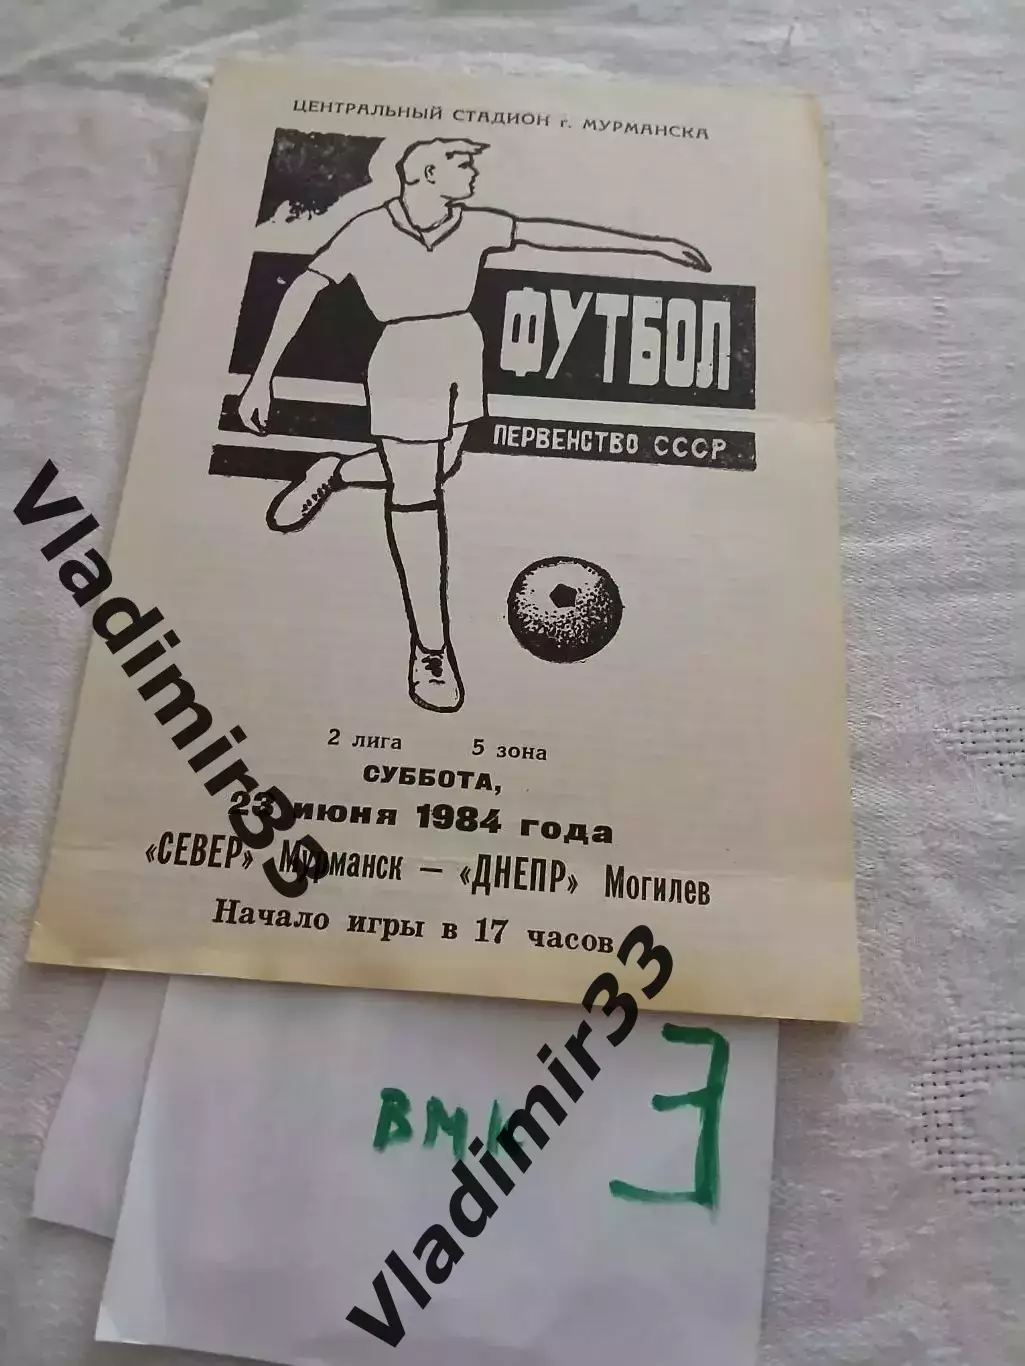 ЦЕНТРАЛЬНЫЙ СТАДИОН г. МУРМАНСКА
ФУТБОЛ
ПЕРВЕНСТВО СССР
2 лига 5 зона
СУББОТА,
23 июня 1984 года
«СЕВЕР» Мурманск — «ДНЕПР» Могилев
Начало игры в 17 часов
vladimir33
ВМК
З
vladimir33